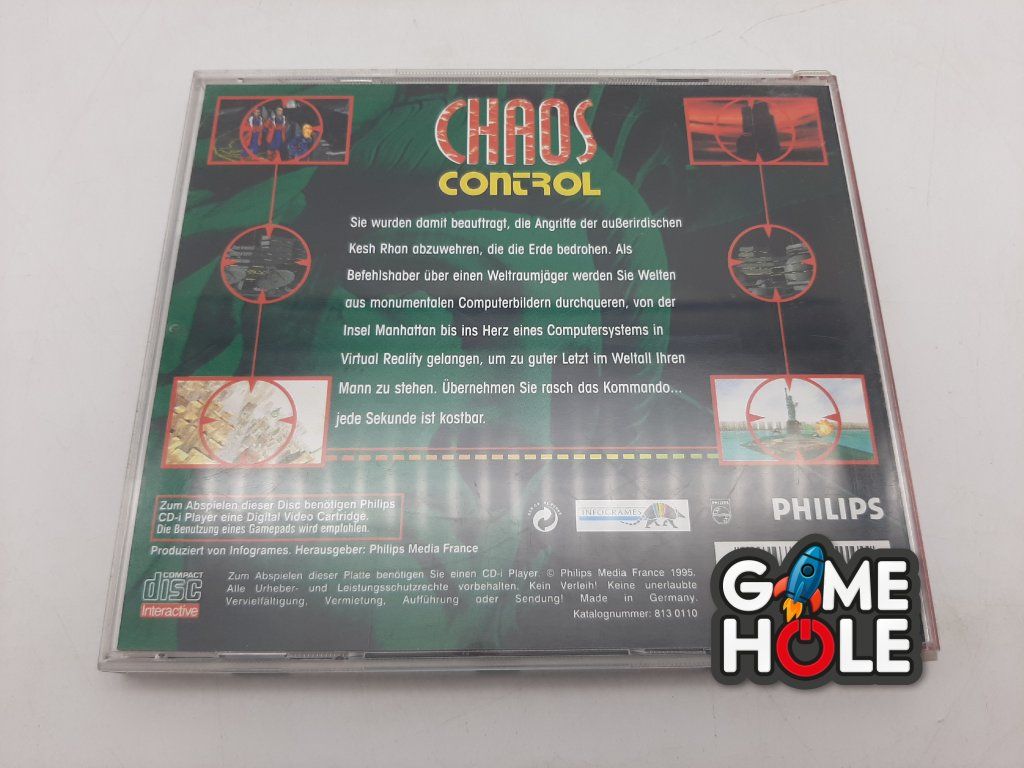 CHAOS
CONTROL
Sie wurden damit beauftragt, die Angriffe der außerirdischen
Kesh Rhan abzuwehren, die die Erde bedrohen. Als
Befehlshaber über einen Weltraumjäger werden Sie Welten
aus monumentalen Computerbildern durchqueren, von der
Insel Manhattan bis ins Herz eines Computersystems in
Virtual Reality gelangen, um zu guter Letzt im Weltall Ihren
Mann zu stehen. Übernehmen Sie rasch das Kommando...
jede Sekunde ist kostbar.
Zum Abspielen dieser Disc benötigen Philips
CD-i Player eine Digital Video Cartridge.
Die Benutzung eines Gamepads wird empfohlen.
INFOGRAMES
PHILIPS
PHILIPS
Produziert von Infogrames. Herausgeber: Philips Media France
COMPACT
disc
Interactive
Zum Abspielen dieser Platte benötigen Sie einen CD-i Player. © Philips Media France 1995.
Alle Urheber- und Leistungsschutzrechte vorbehalten. Kein Verleih! Keine unerlaubte
Vervielfältigung, Vermietung, Aufführung oder Sendung! Made in Germany.
Katalognummer: 813 0110
GAME
HOLE